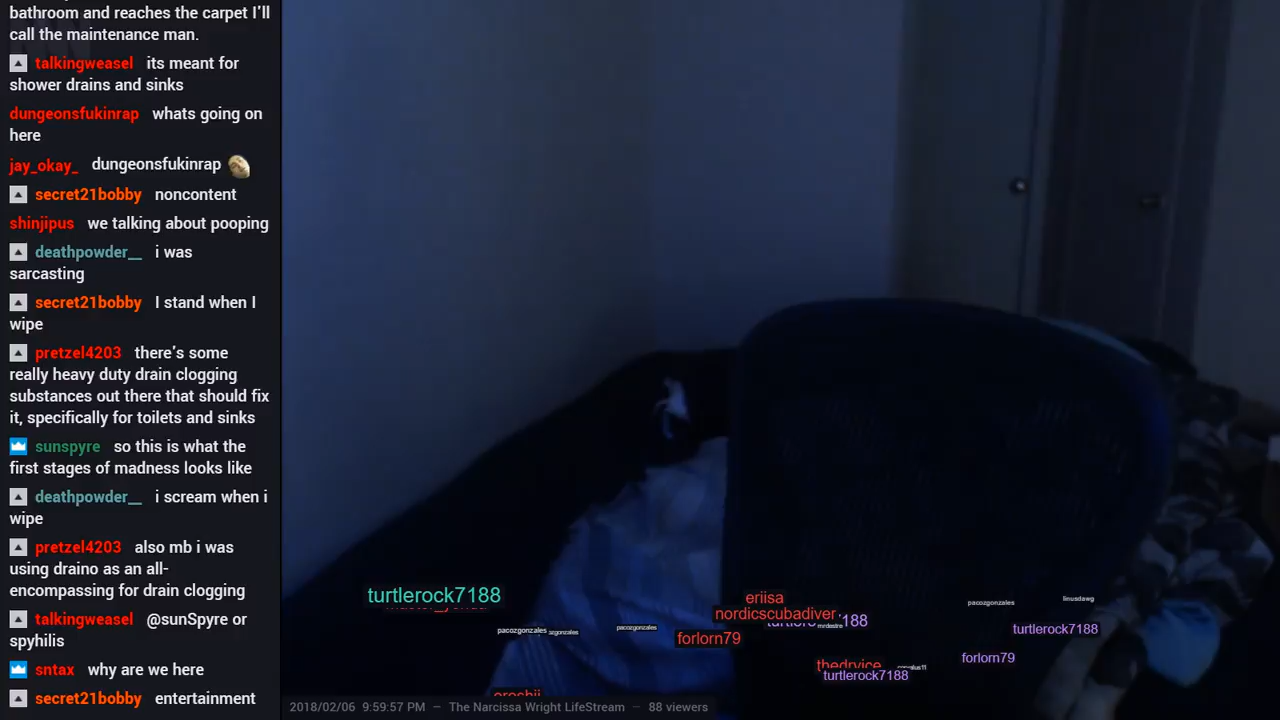 bathroom and reaches the carpet I'll
call the maintenance man.
talkingweasel its meant for
shower drains and sinks
dungeonsfukinrap whats going on
here
jay_okay_ dungeonsfukinrap
secret21bobby noncontent
shinjipus we talking about pooping
deathpowder__ i was
sarcasting
secret21bobby I stand when I
wipe
pretzel4203 there's some
really heavy duty drain clogging
substances out there that should fix
it, specifically for toilets and sinks
sunspyre so this is what the
first stages of madness looks like
deathpowder__ i scream when i
wipe
pretzel4203 also mb i was
using draino as an all-
encompassing for drain clogging
talkingweasel @sunSpyre or
spyhilis
sntax why are we here
secret21bobby entertainment
turtlerock7188
pacozgonzales
pacozgonzales
eriisa
nordicscubadiver
forlorn79
pacozgonzales
linusdawg
turtlerock7188
forlorn79
thedrvice
turtlerock7188
2018/02/06 9:59:57 PM – The Narcissa Wright LifeStream – 88 viewers